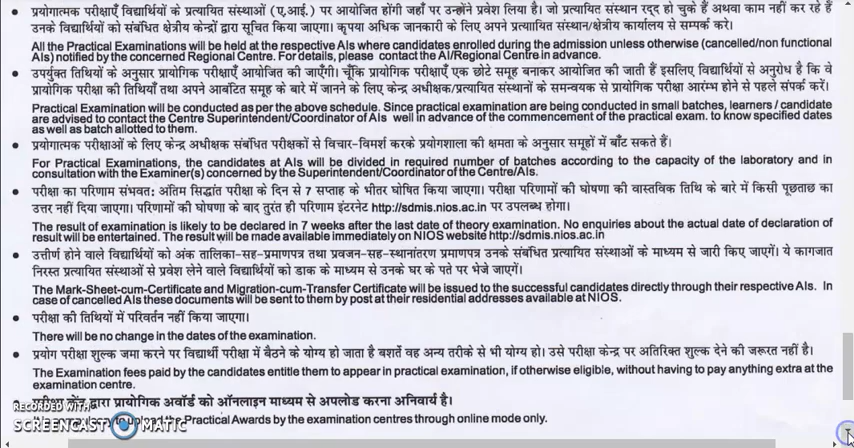 प्रयोगात्मक परीक्षाएँ विद्यार्थियों के प्रत्यायित संस्थाओं (ए.आई.) पर आयोजित होंगी जहाँ पर उन्होंने प्रवेश लिया है। जो प्रत्यायित संस्थान रदद् हो चुके हैं अथवा काम नहीं कर रहे हैं
उनके विद्यार्थियों को संबंधित क्षेत्रीय केन्द्रों द्वारा सूचित किया जाएगा। कृपया अधिक जानकारी के लिए अपने प्रत्यायित संस्थान/क्षेत्रीय कार्यालय से सम्पर्क करे।
All the Practical Examinations will be held at the respective AIs where candidates enrolled during the admission unless otherwise (cancelled/non functional
AIs) notified by the concerned Regional Centre. For details, please contact the AI/Regional Centre in advance.
उपर्युक्त तिथियों के अनुसार प्रायोगिक परीक्षाएँ आयोजित की जाएँगी। चूँकि प्रायोगिक परीक्षाएँ एक छोटे समूह बनाकर आयोजित की जाती हैं इसलिए विद्यार्थियों से अनुरोध है कि वे
प्रायोगिक परीक्षा की तिथियाँ तथा अपने आबंटित समूह के बारे में जानने के लिए केन्द्र अधीक्षक/प्रत्यायित संस्थानों के समन्वयक से प्रायोगिक परीक्षा आरंभ होने से पहले संपर्क करें।
Practical Examination will be conducted as per the above schedule. Since practical examination are being conducted in small batches, learners / candidate
are advised to contact the Centre Superintendent/Coordinator of AIs well in advance of the commencement of the practical exam. to know specified dates
as well as batch allotted to them.
प्रयोगात्मक परीक्षाओं के लिए केन्द्र अधीक्षक संबंधित परीक्षकों से विचार-विमर्श करके प्रयोगशाला की क्षमता के अनुसार समूहों में बाँट सकते हैं।
For Practical Examinations, the candidates at AIs will be divided in required number of batches according to the capacity of the laboratory and in
consultation with the Examiner(s) concerned by the Superintendent/Coordinator of the Centre/AIs.
परीक्षा का परिणाम संभवत: अंतिम सिद्धांत परीक्षा के दिन से 7 सप्ताह के भीतर घोषित किया जाएगा। परीक्षा परिणामों की घोषणा की वास्तविक तिथि के बारे में किसी पूछताछ का
उत्तर नहीं दिया जाएगा। परिणामों की घोषणा के बाद तुरंत ही परिणाम इंटरनेट http://sdmis.nios.ac.in पर उपलब्ध होगा।
The result of examination is likely to be declared in 7 weeks after the last date of theory examination. No enquiries about the actual date of declaration of
result will be entertained. The result will be made available immediately on NIOS website http://sdmis.nios.ac.in
उत्तीर्ण होने वाले विद्यार्थियों को अंक तालिका-सह-प्रमाणपत्र तथा प्रवजन-सह-स्थानांतरण प्रमाणपत्र उनके संबंधित प्रत्यायित संस्थाओं के माध्यम से जारी किए जाएगें। ये कागजात
निरस्त प्रत्यायित संस्थाओं से प्रवेश लेने वाले विद्यार्थियों को डाक के माध्यम से उनके घर के पते पर भेजे जाएगें।
The Mark-Sheet-cum-Certificate and Migration-cum-Transfer Certificate will be issued to the successful candidates directly through their respective AIs. In
case of cancelled AIs these documents will be sent to them by post at their residential addresses available at NIOS.
परीक्षा की तिथियों में परिवर्तन नहीं किया जाएगा।
There will be no change in the dates of the examination.
प्रयोग परीक्षा शुल्क जमा करने पर विद्यार्थी परीक्षा में बैठने के योग्य हो जाता है बशर्ते वह अन्य तरीके से भी योग्य हो। उसे परीक्षा केन्द्र पर अतिरिक्त शुल्क देने की जरूरत नहीं है।
The Examination fees paid by the candidates entitle them to appear in practical examination, if otherwise eligible, without having to pay anything extra at the
examination centre.
परीक्षा केंद्र द्वारा प्रायोगिक अवॉर्ड को ऑनलाइन माध्यम से अपलोड करना अनिवार्य है।
upload the Practical Awards by the examination centres through online mode only.
RECORDED WITH
SCREENCAST MATIC